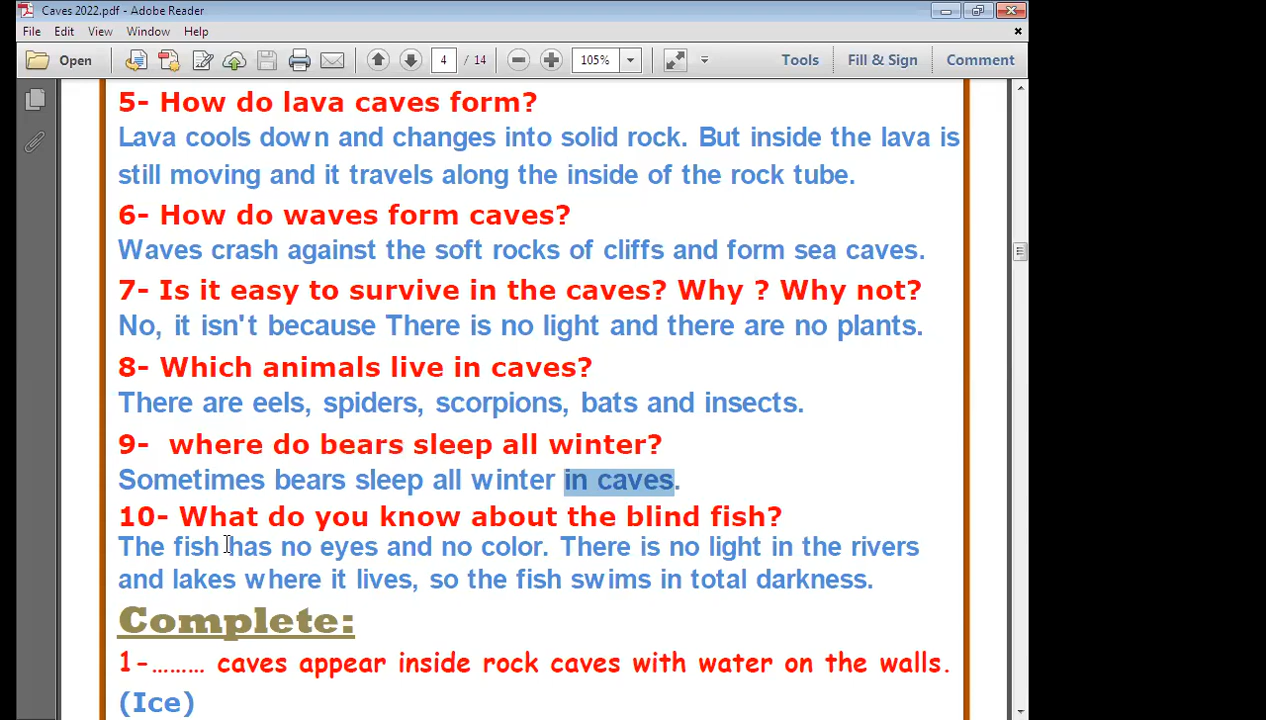 Caves 2022.pdf - Adobe Reader
File Edit View Window Help
Open 4 / 14 105% Tools Fill & Sign Comment
5- How do lava caves form?
Lava cools down and changes into solid rock. But inside the lava is
still moving and it travels along the inside of the rock tube.
6- How do waves form caves?
Waves crash against the soft rocks of cliffs and form sea caves.
7- Is it easy to survive in the caves? Why ? Why not?
No, it isn't because There is no light and there are no plants.
8- Which animals live in caves?
There are eels, spiders, scorpions, bats and insects.
9- where do bears sleep all winter?
Sometimes bears sleep all winter in caves.
10- What do you know about the blind fish?
The fish has no eyes and no color. There is no light in the rivers
and lakes where it lives, so the fish swims in total darkness.
Complete:
1-……… caves appear inside rock caves with water on the walls.
(Ice)